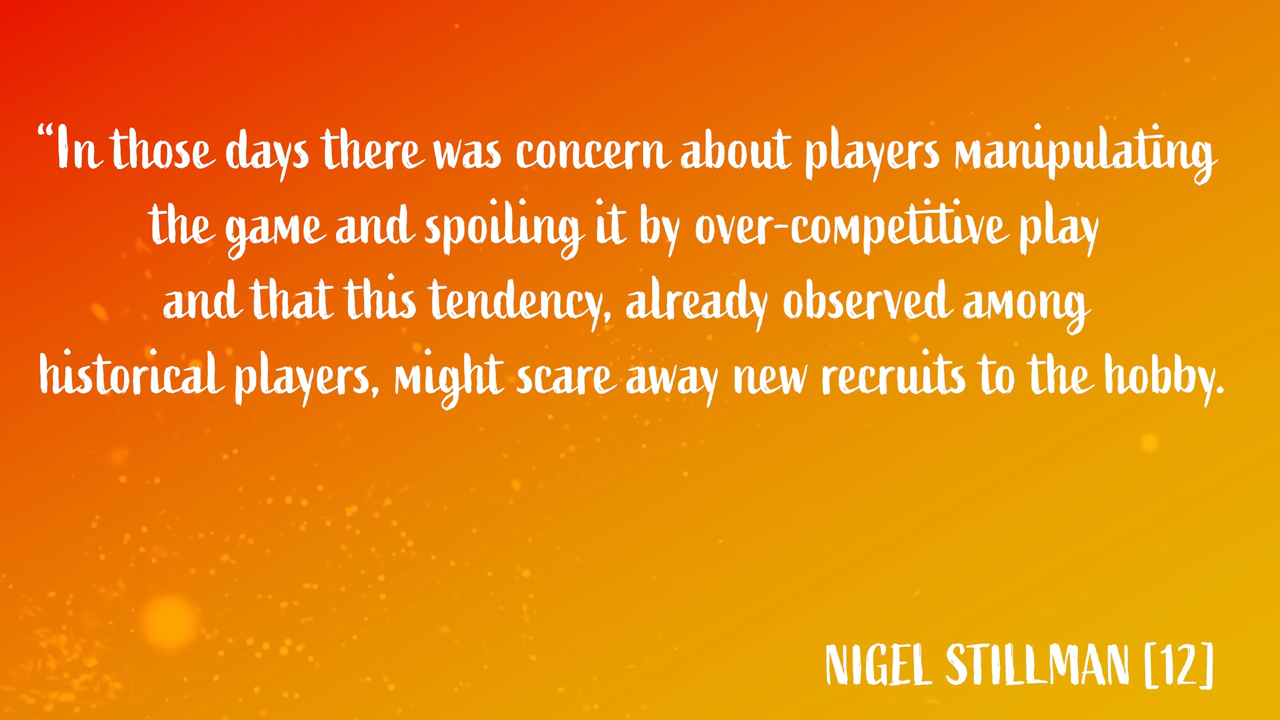 “In those days there was concern about players manipulating
the game and spoiling it by over-competitive play
and that this tendency, already observed among
historical players, might scare away new recruits to the hobby.
NIGEL STILLMAN [12]